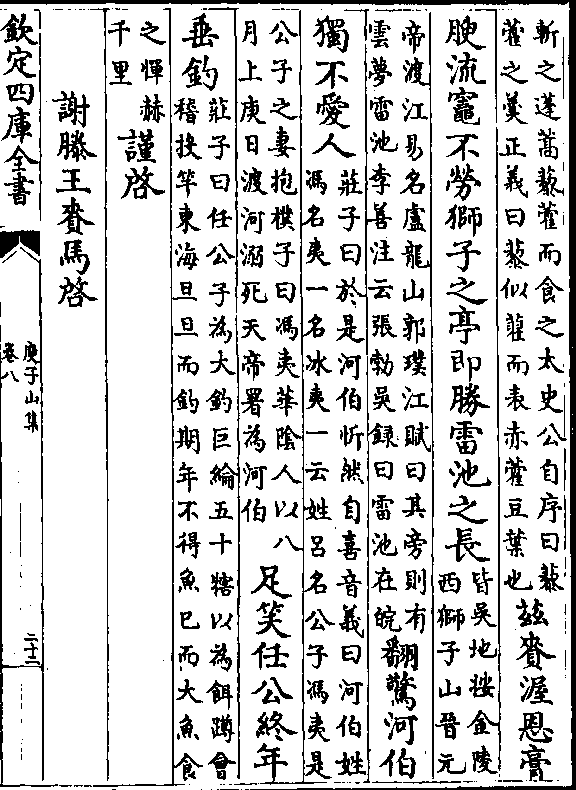 斬之蓬蒿藜藿而食之太史公自序曰藜
藿之羹正義曰藜似藿而表赤藿豆葉也
茲賚渥恩膏
腴流竈不勞獅子之亭即勝雷池之長
皆吳地按金陵
西獅子山晉元
帝渡江易名盧龍山郭璞江賦曰其旁則有
雲夢雷池李善注云張勃吳録曰雷池在皖
翻驚河伯
獨不愛人
莊子曰於是河伯忻然自喜音義曰河伯姓
馮名夷一名冰夷一云姓呂名公子馮夷是
公子之妻抱樸子曰馮夷華陰人以八
月上庚日渡河溺死天帝署為河伯
足笑任公終年
垂釣
莊子曰任公子為大釣巨綸五十犗以為餌蹲會
稽投竿東海旦旦而釣期年不得魚已而大魚食
之憚赫
千里
謹啓
謝滕王賚馬啓
欽定四庫全書
庾子山集
卷八
二十二